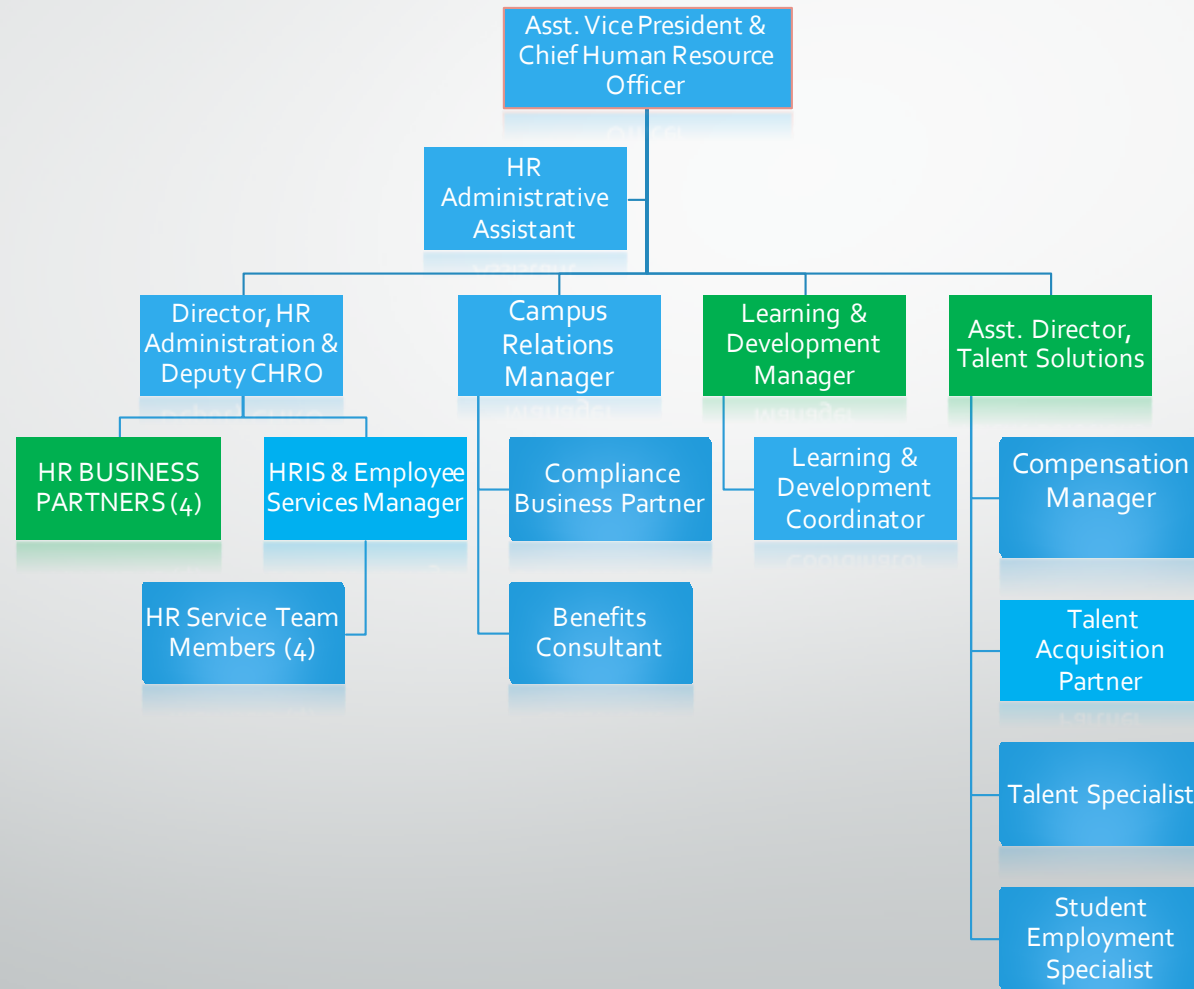 Asst. Vice President &
Chief Human Resource
Officer
HR
Administrative
Assistant
Director, HR
Administration &
Deputy CHRO
Campus
Relations
Manager
Learning &
Development
Manager
Asst. Director,
Talent Solutions
HR BUSINESS
PARTNERS (4)
HRIS & Employee
Services Manager
Compliance
Business Partner
Learning &
Development
Coordinator
Compensation
Manager
HR Service Team
Members (4)
Benefits
Consultant
Talent
Acquisition
Partner
Talent Specialist
Student
Employment
Specialist